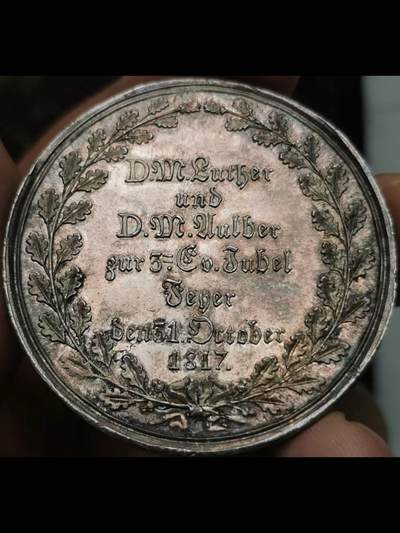 D.M. Luther
und
D. M. Aulber
zur 3: Ev. Jubel
Feyer
den 31. October
1817.